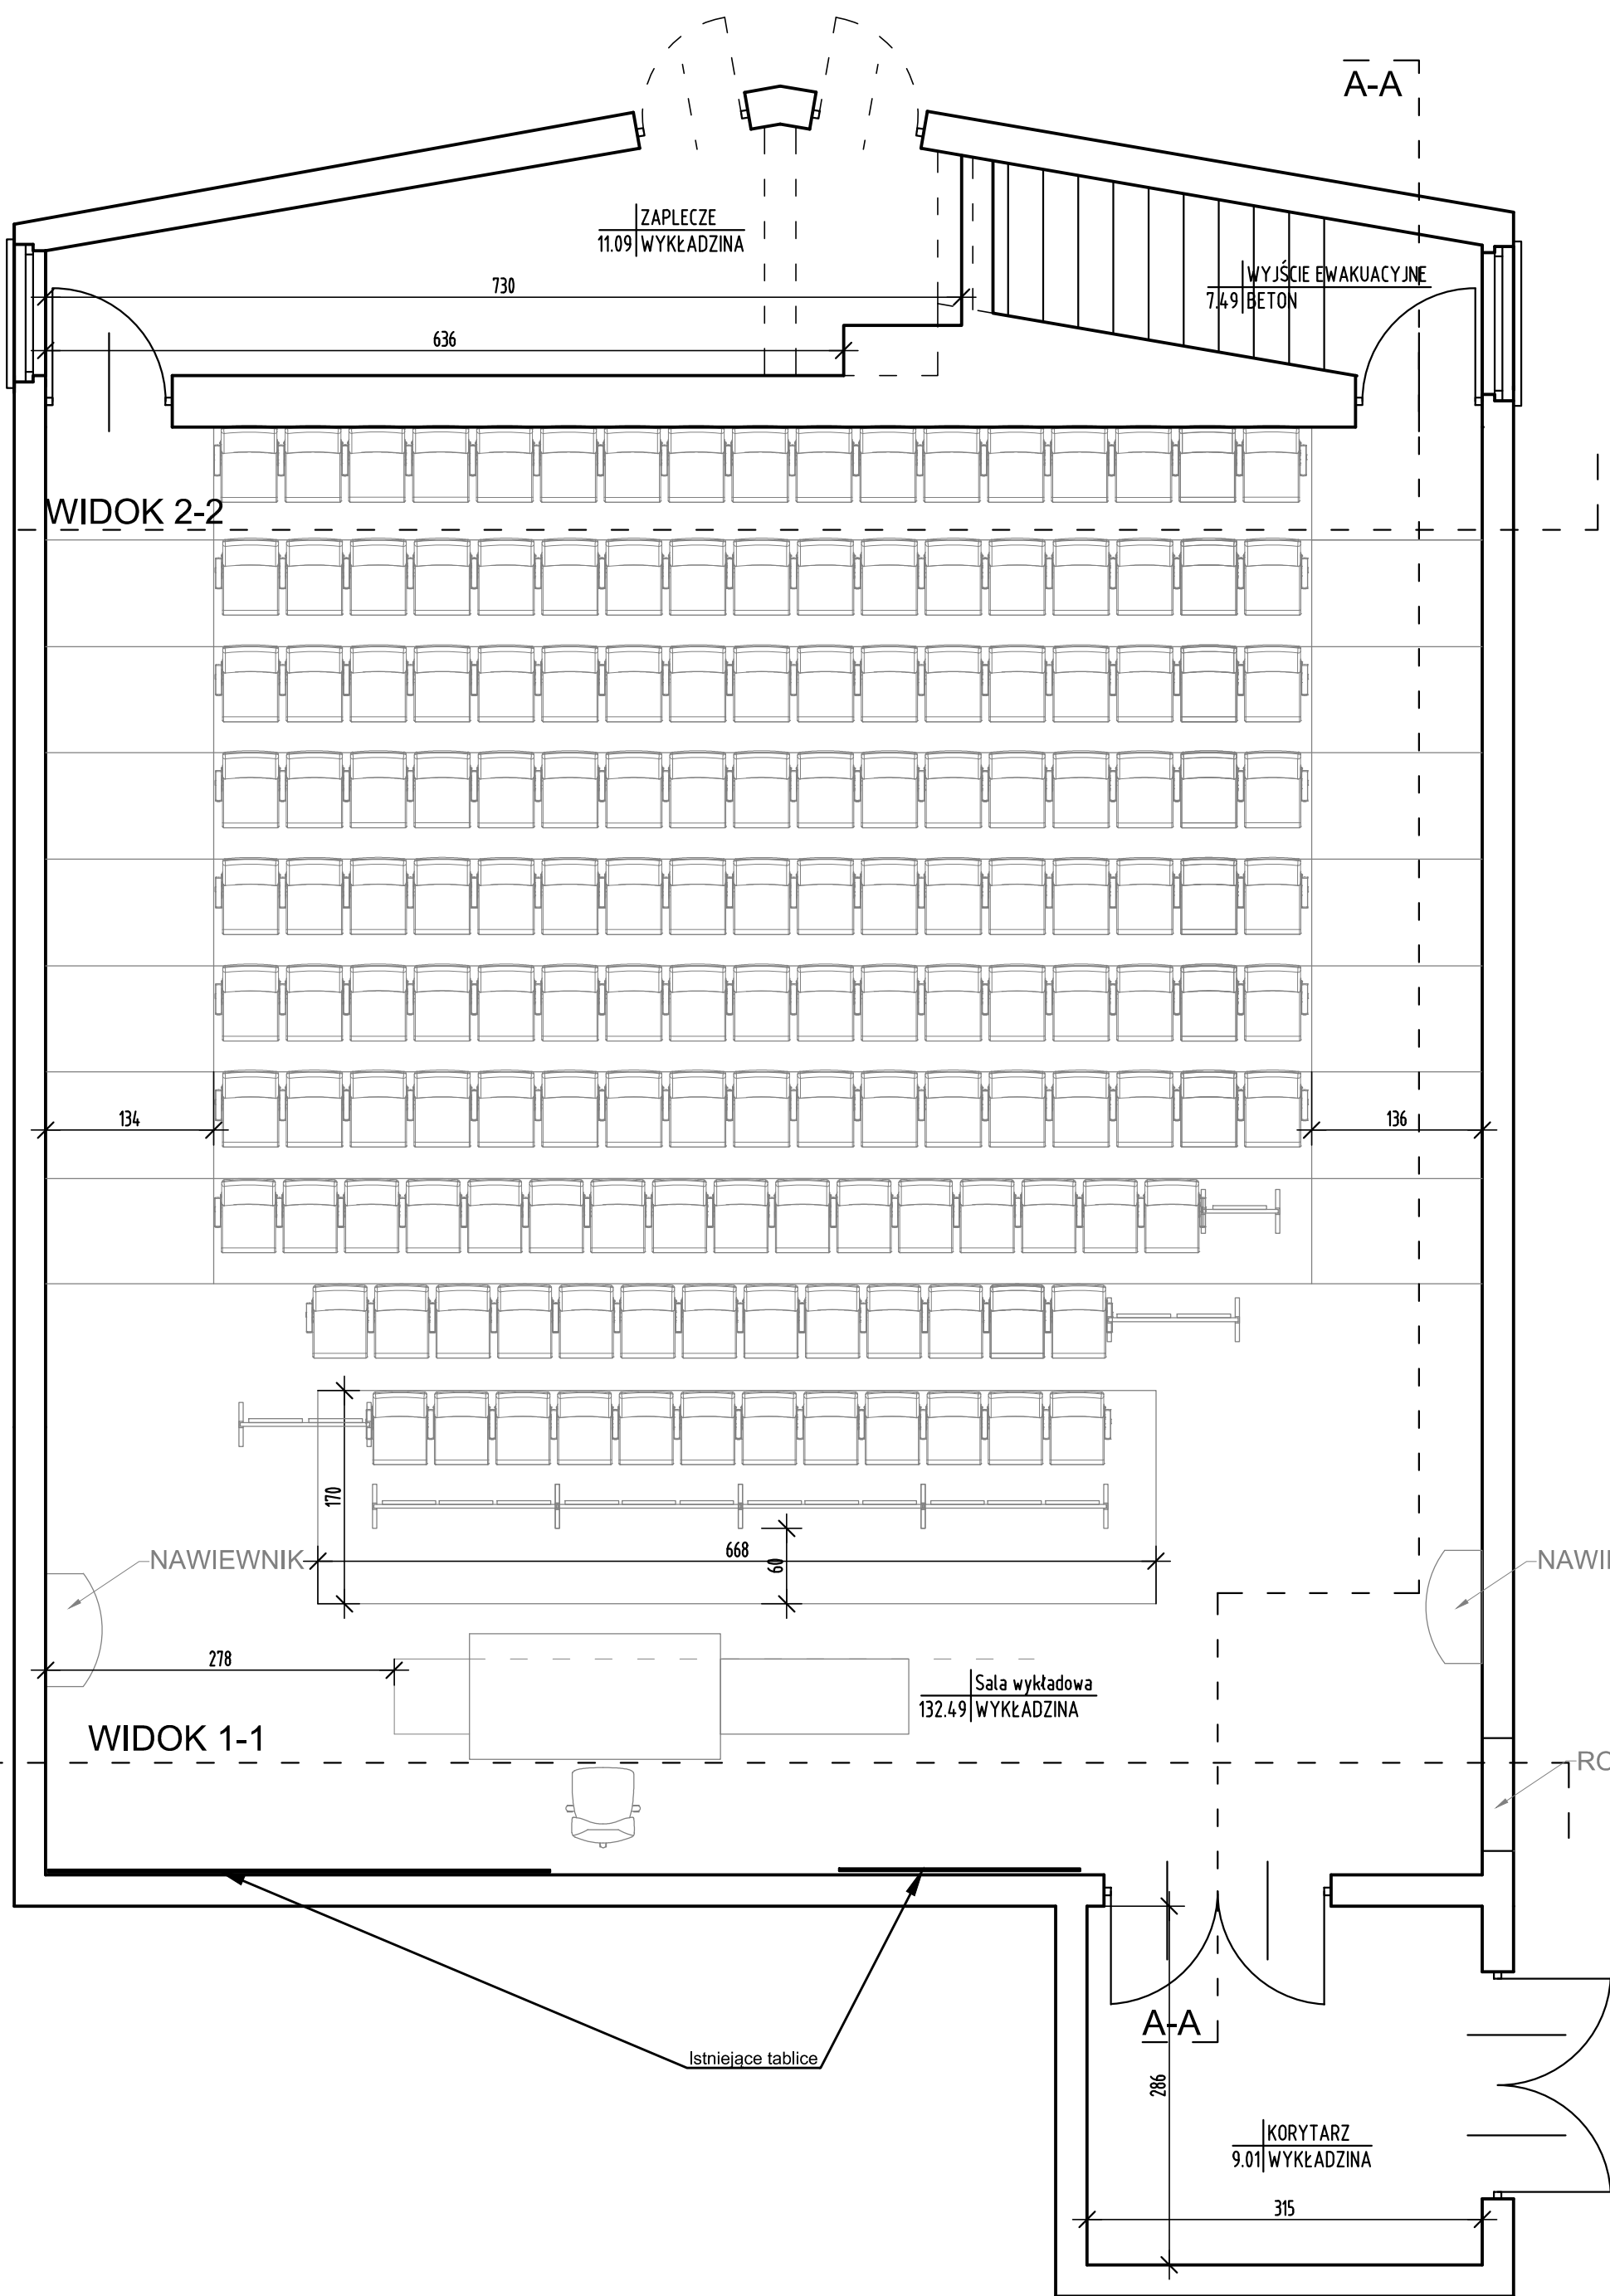 A-A
ZAPLECZE
11.09 WYKŁADZINA
WYJŚCIE EWAKUACYJNE
7.49 BETON
730
636
WIDOK 2-2
134
136
170
668
60
NAWIEWNIK
NAWI
278
Sala wykładowa
132.49 WYKŁADZINA
WIDOK 1-1
A-A
Istniejące tablice
286
KORYTARZ
9.01 WYKŁADZINA
315